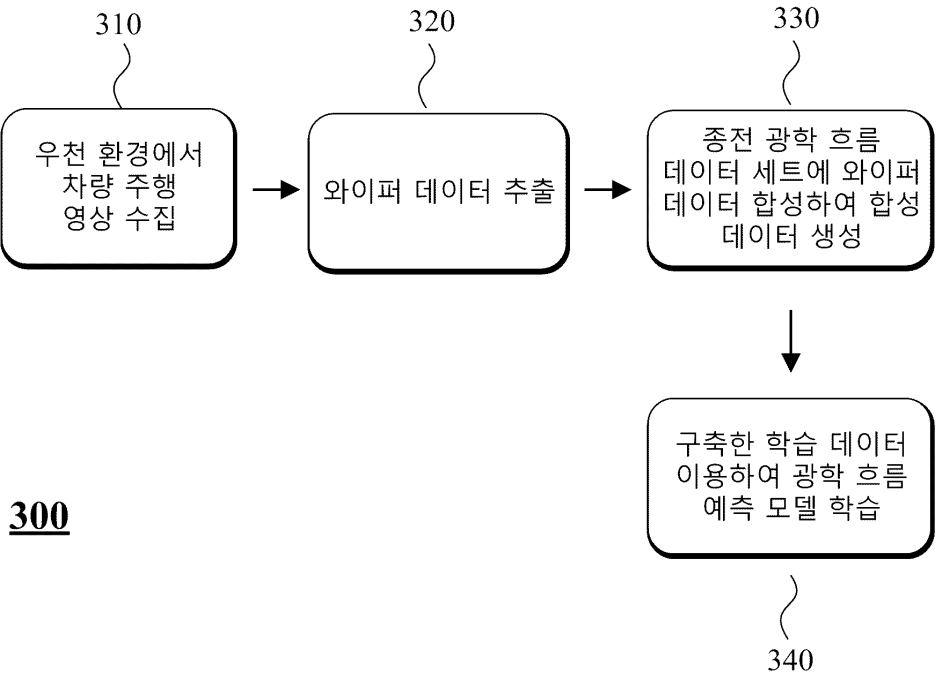 310
320
330
우천 환경에서
차량 주행
영상 수집
와이퍼 데이터 추출
종전 광학 흐름
데이터 세트에 와이퍼
데이터 합성하여 합성
데이터 생성
구축한 학습 데이터
이용하여 광학 흐름
예측 모델 학습
300
340